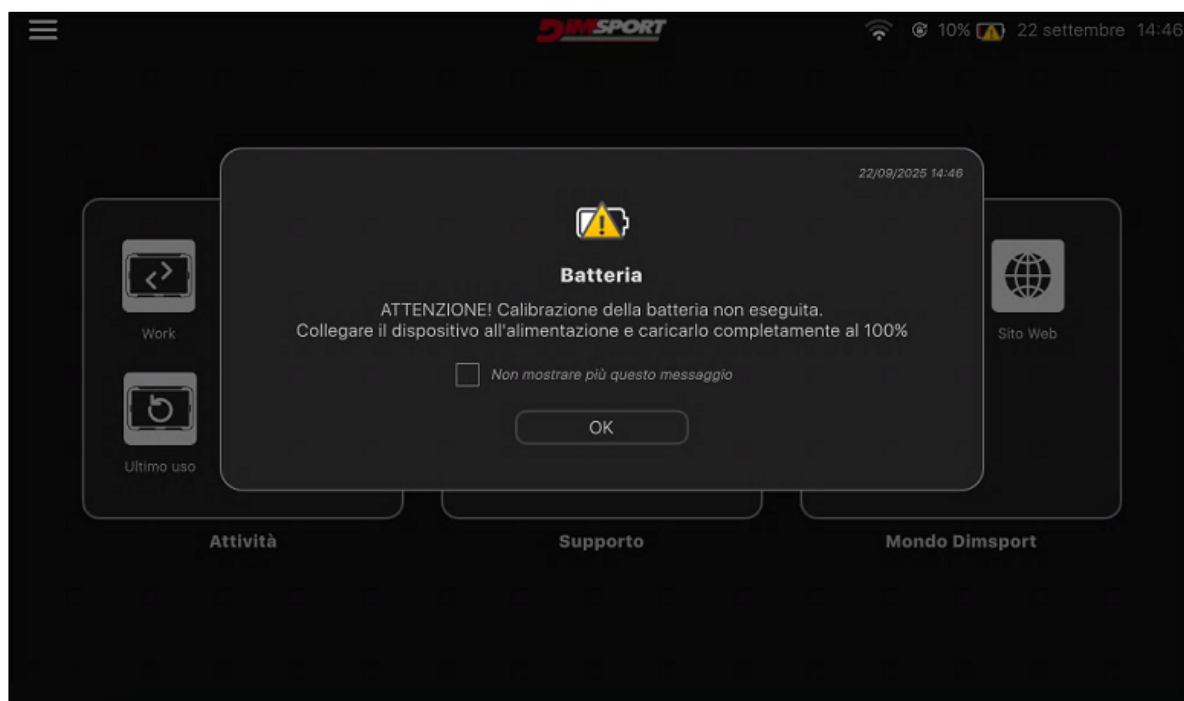 DIMSPORT
10% 22 settembre 14:46
22/09/2025 14:46
Batteria
ATTENZIONE! Calibrazione della batteria non eseguita.
Collegare il dispositivo all'alimentazione e caricarlo completamente al 100%
Non mostrare più questo messaggio
OK
Work
Sito Web
Ultimo uso
Attività
Supporto
Mondo Dimsport